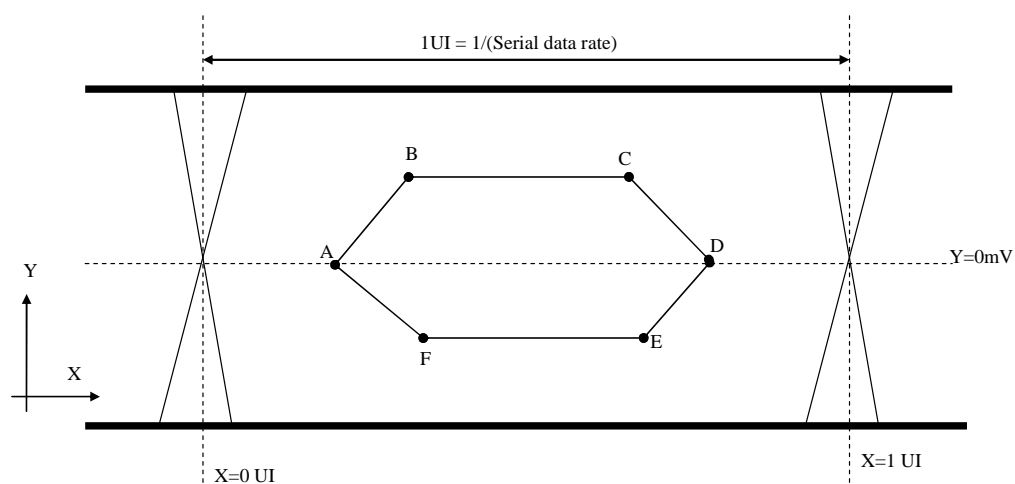 1UI = 1/(Serial data rate)
B
C
A
D
Y=0mV
Y
F
E
X
X=0 UI
X=1 UI